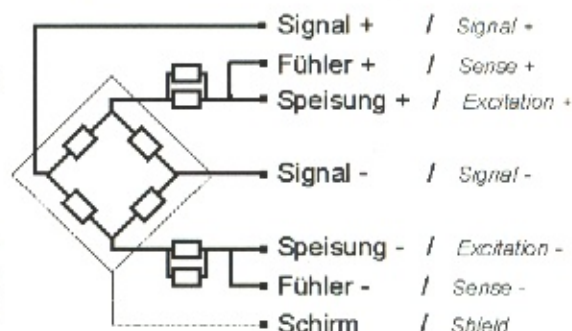 Signal + / Signal +
Fühler + / Sense +
Speisung + / Excitation +
Signal - / Signal -
Speisung - / Excitation -
Fühler - / Sense -
Schirm / Shield